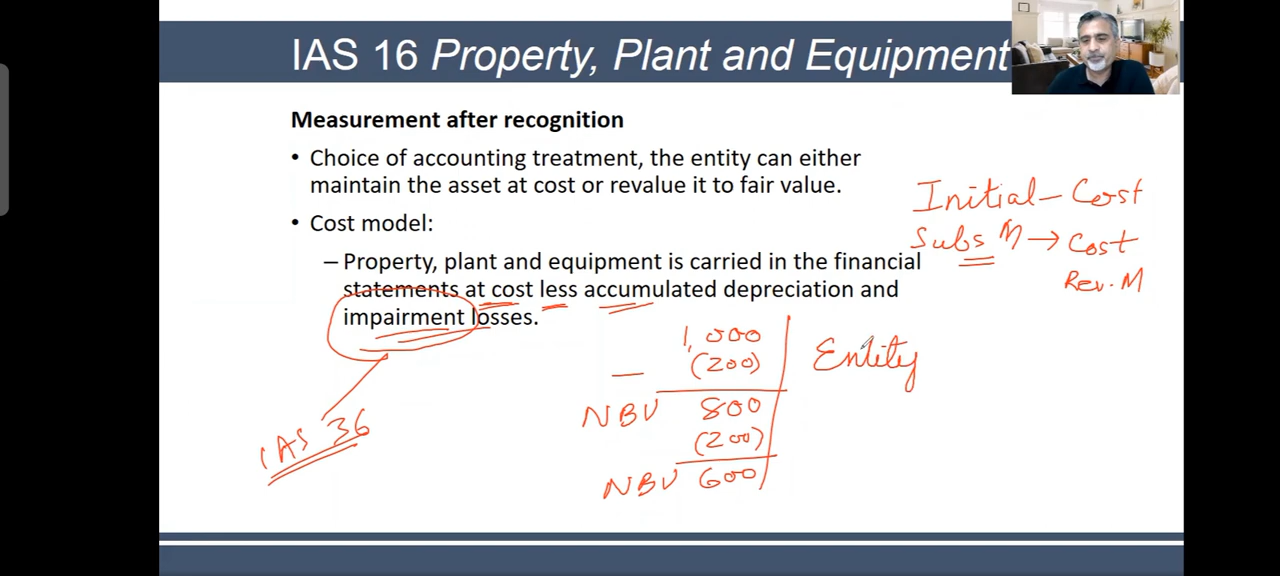 IAS 16 Property, Plant and Equipment
Measurement after recognition
• Choice of accounting treatment, the entity can either
maintain the asset at cost or revalue it to fair value.
• Cost model:
– Property, plant and equipment is carried in the financial
statements at cost less accumulated depreciation and
impairment losses.
Initial – Cost
Subs M → Cost
Rev. M
IAS 36
1,000
(200)
NBV 800
(200)
NBV 600
Entity